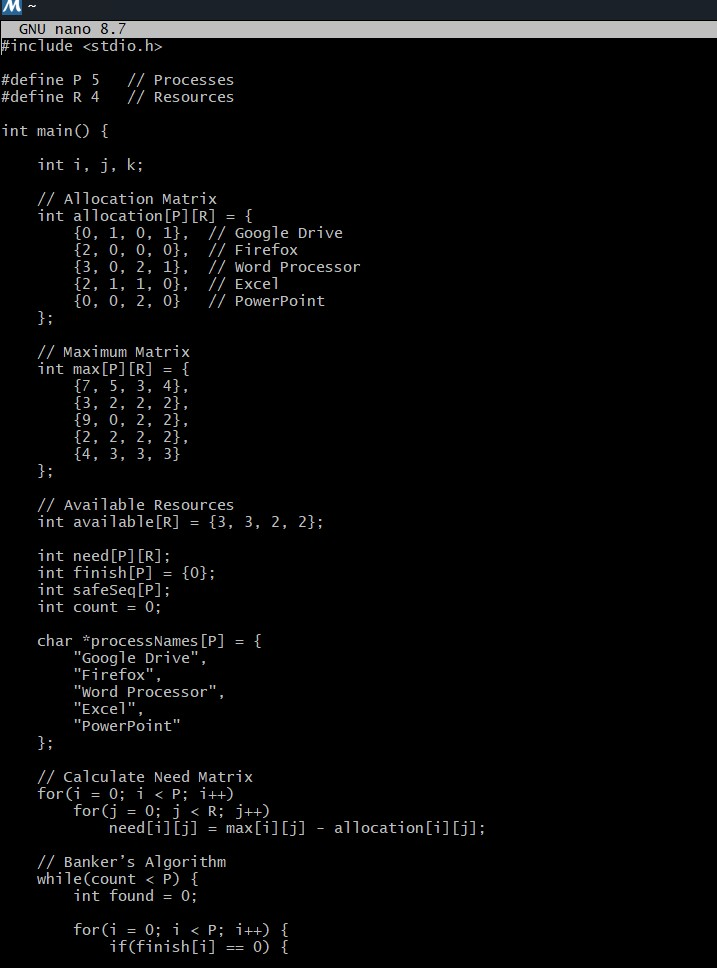 M ~
GNU nano 8.7
#include <stdio.h>

#define P 5   // Processes
#define R 4   // Resources

int main() {

    int i, j, k;

    // Allocation Matrix
    int allocation[P][R] = {
        {0, 1, 0, 1},  // Google Drive
        {2, 0, 0, 0},  // Firefox
        {3, 0, 2, 1},  // Word Processor
        {2, 1, 1, 0},  // Excel
        {0, 0, 2, 0}   // PowerPoint
    };

    // Maximum Matrix
    int max[P][R] = {
        {7, 5, 3, 4},
        {3, 2, 2, 2},
        {9, 0, 2, 2},
        {2, 2, 2, 2},
        {4, 3, 3, 3}
    };

    // Available Resources
    int available[R] = {3, 3, 2, 2};

    int need[P][R];
    int finish[P] = {0};
    int safeSeq[P];
    int count = 0;

    char *processNames[P] = {
        "Google Drive",
        "Firefox",
        "Word Processor",
        "Excel",
        "PowerPoint"
    };

    // Calculate Need Matrix
    for(i = 0; i < P; i++)
        for(j = 0; j < R; j++)
            need[i][j] = max[i][j] - allocation[i][j];

    // Banker’s Algorithm
    while(count < P) {
        int found = 0;

        for(i = 0; i < P; i++) {
            if(finish[i] == 0) {